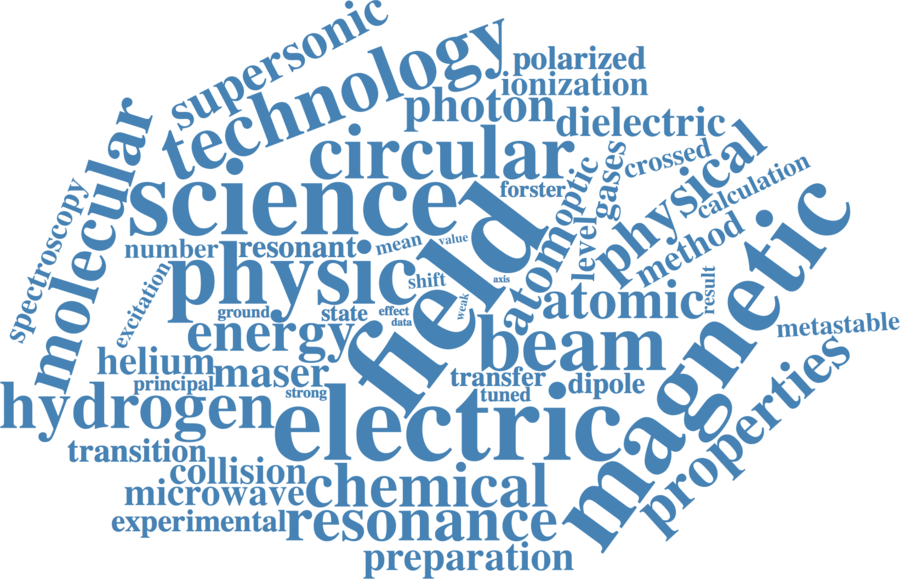 supersonic
technology
polarized
ionization
photon
dielectric
molecular
circular
crossed
physical
science
forster
optic
gases
calculation
spectroscopy
number
resonant
mean
value
field
atom
level
method
magnetic
excitation
physic
shift
axis
atomic
result
ground
state
effect
data
weak
energy
beam
metastable
helium
principal
maser
strong
transfer
tuned
dipole
properties
hydrogen
electric
transition
collision
microwave
chemical
experimental
resonance
preparation